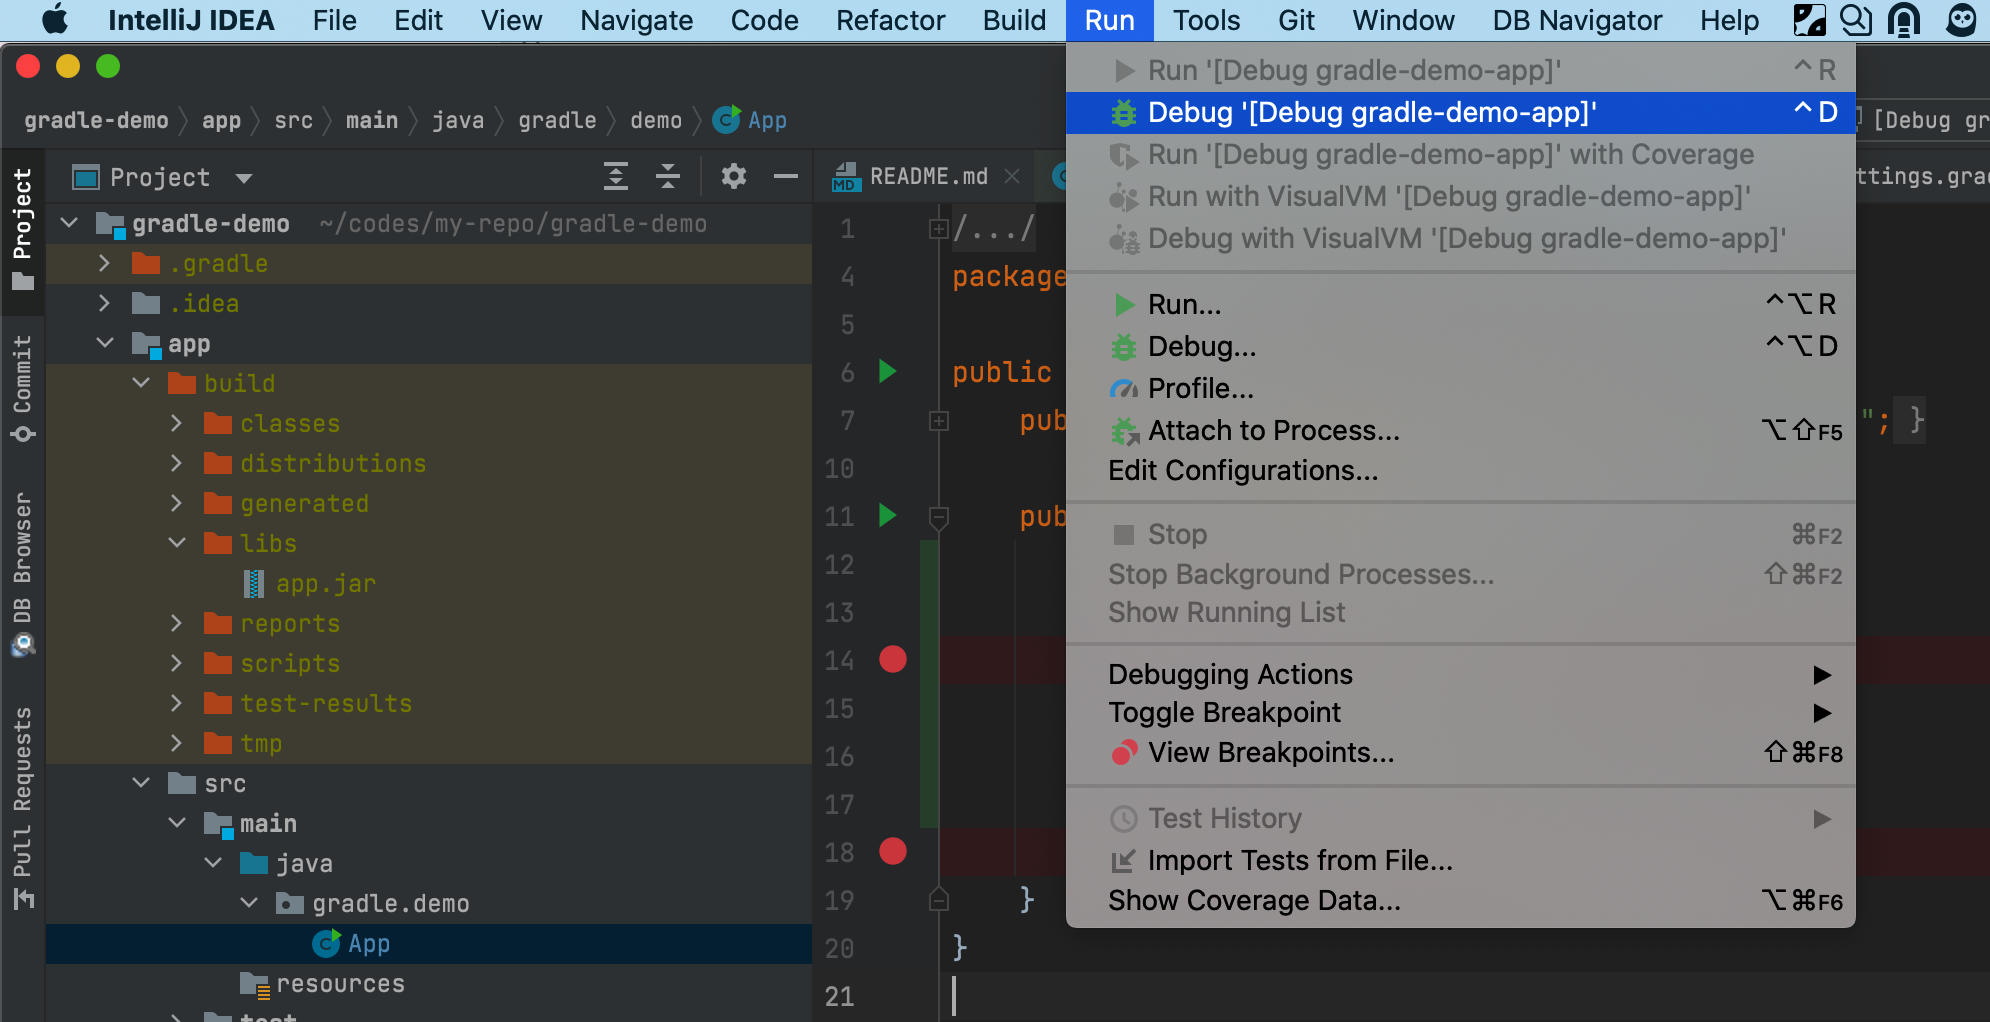 IntelliJ IDEA File Edit View Navigate Code Refactor Build Run Tools Git Window DB Navigator Help
Run '[Debug gradle-demo-app]' ^ R
Debug '[Debug gradle-demo-app]' ^ D
Run '[Debug gradle-demo-app]' with Coverage
Run with VisualVM '[Debug gradle-demo-app]'
Debug with VisualVM '[Debug gradle-demo-app]'
Run... ^⌥R
Debug... ^⌥D
Profile...
Attach to Process... ⌥⇧F5
Edit Configurations...
Stop ⌘F2
Stop Background Processes... ⇧⌘F2
Show Running List
Debugging Actions
Toggle Breakpoint
View Breakpoints... ⇧⌘F8
Test History
Import Tests from File...
Show Coverage Data... ⌥⌘F6
gradle-demo app src main java gradle demo App
[Debug gr
Project
Commit
DB Browser
Pull Requests
Project
gradle-demo ~/codes/my-repo/gradle-demo
.gradle
.idea
app
build
classes
distributions
generated
libs
app.jar
reports
scripts
test-results
tmp
src
main
java
gradle.demo
App
resources
test
README.md
ttings.grad
1 /.../
4 package
5
6 public
7 pub "; }
10
11 pub
12
13
14
15
16
17
18
19 }
20 }
21